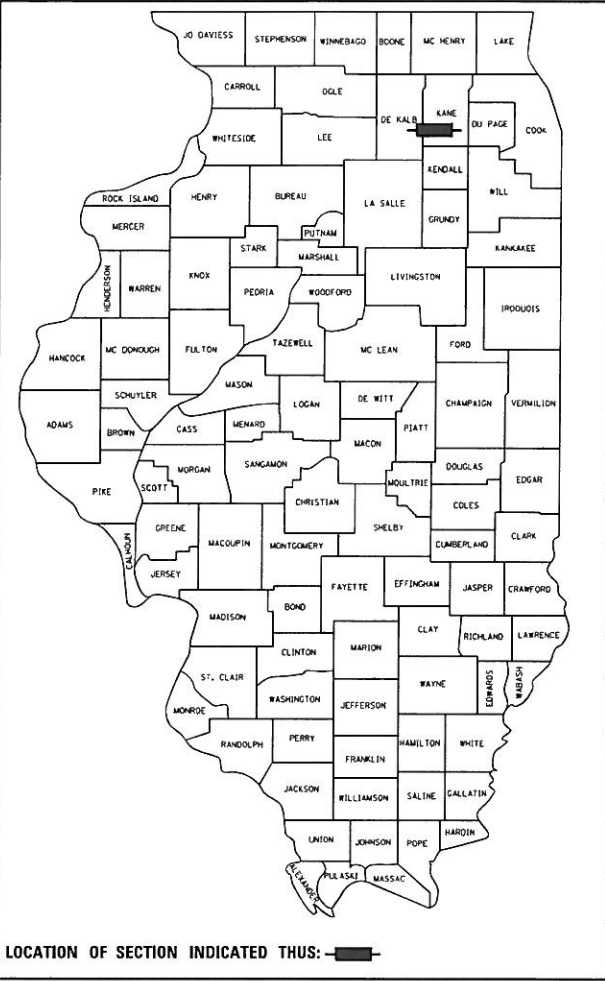 JO DAVIESS
STEPHENSON
WINNEBAGO
BOONE
MC HENRY
LAKE
CARROLL
OGLE
DE KALB
KANE
DU PAGE
COOK
WHITESIDE
LEE
KENDALL
WILL
ROCK ISLAND
HENRY
BUREAU
LA SALLE
GRUNDY
MERCER
PUTNAM
STARK
MARSHALL
KANKAKEE
HENDERSON
WARREN
KNOX
PEORIA
WOODFORD
LIVINGSTON
IROQUOIS
HANCOCK
MC DONOUGH
FULTON
TAZEWELL
MC LEAN
FORD
SCHUYLER
MASON
LOGAN
DE WITT
CHAMPAIGN
VERMILION
ADAMS
BROWN
CASS
MENARD
MACON
PIATT
PIKE
SCOTT
MORGAN
SANGAMON
CHRISTIAN
MOULTRIE
DOUGLAS
EDGAR
COLES
CALHOUN
GREENE
MACOUPIN
MONTGOMERY
SHELBY
CUMBERLAND
CLARK
JERSEY
FAYETTE
EFFINGHAM
JASPER
CRAWFORD
MADISON
BOND
MARION
CLAY
RICHLAND
LAWRENCE
CLINTON
ST. CLAIR
WASHINGTON
JEFFERSON
WAYNE
EDWARDS
WABASH
MONROE
RANDOLPH
PERRY
FRANKLIN
HAMILTON
WHITE
JACKSON
WILLIAMSON
SALINE
GALLATIN
UNION
JOHNSON
POPE
HARDIN
ALEXANDER
PULASKI
MASSAC
LOCATION OF SECTION INDICATED THUS: